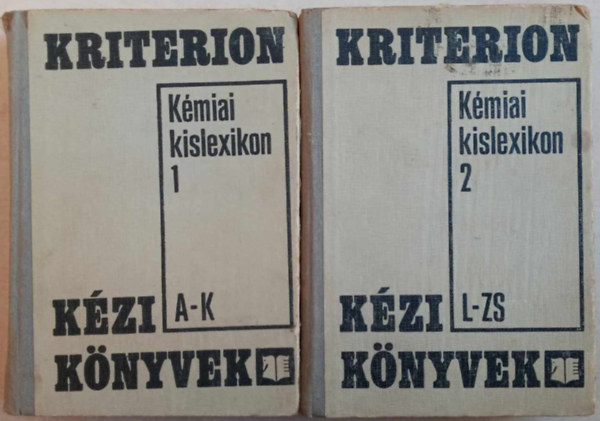 KRITERION
Kémiai
kislexikon
1
A-K
KÉZI
KÖNYVEK
KRITERION
Kémiai
kislexikon
2
L-ZS
KÉZI
KÖNYVEK